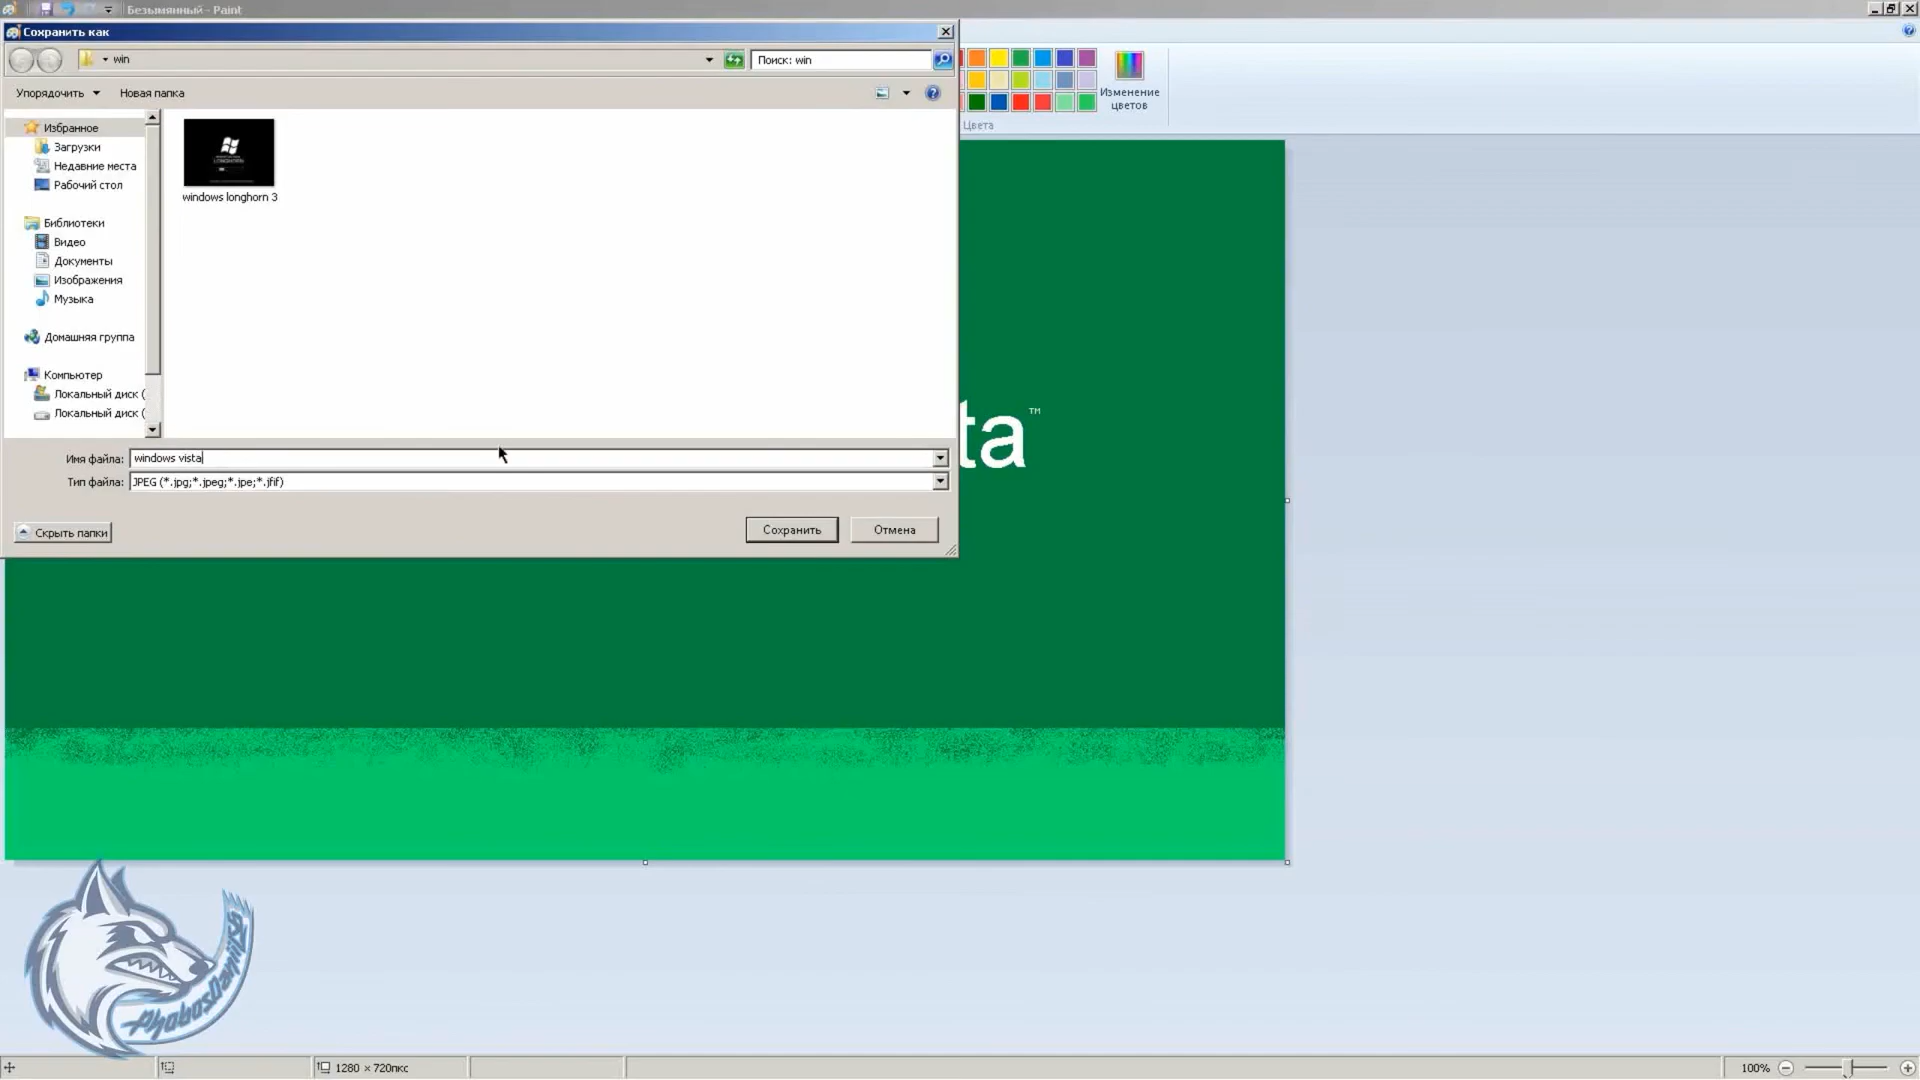 Безымянный - Paint
Сохранить как
win
Поиск: win
Упорядочить
Новая папка
Избранное
Загрузки
Недавние места
Рабочий стол
Библиотеки
Видео
Документы
Изображения
Музыка
Домашняя группа
Компьютер
Локальный диск (
Локальный диск (
windows longhorn 3
Имя файла: windows vista
Тип файла: JPEG (*.jpg;*.jpeg;*.jpe;*.jfif)
Скрыть папки
Сохранить
Отмена
Изменение
цветов
Цвета
ta™
1280 × 720пкс
100%